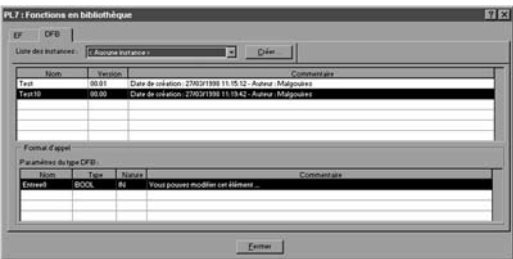 PL7 : Fonctions en bibliothèque
EF DFB
Liste des instances : < Aucune instance > Créer...
Nom Version Commentaire
Test 00.01 Date de création : 27/03/1998 11:15:12 - Auteur : Malgouires
Test10 00.00 Date de création : 27/03/1998 11:19:42 - Auteur : Malgouires
Format d'appel
Paramètres du type DFB :
Nom Type Nature Commentaire
Entree0 BOOL IN Vous pouvez modifier cet élément ...
Fermer